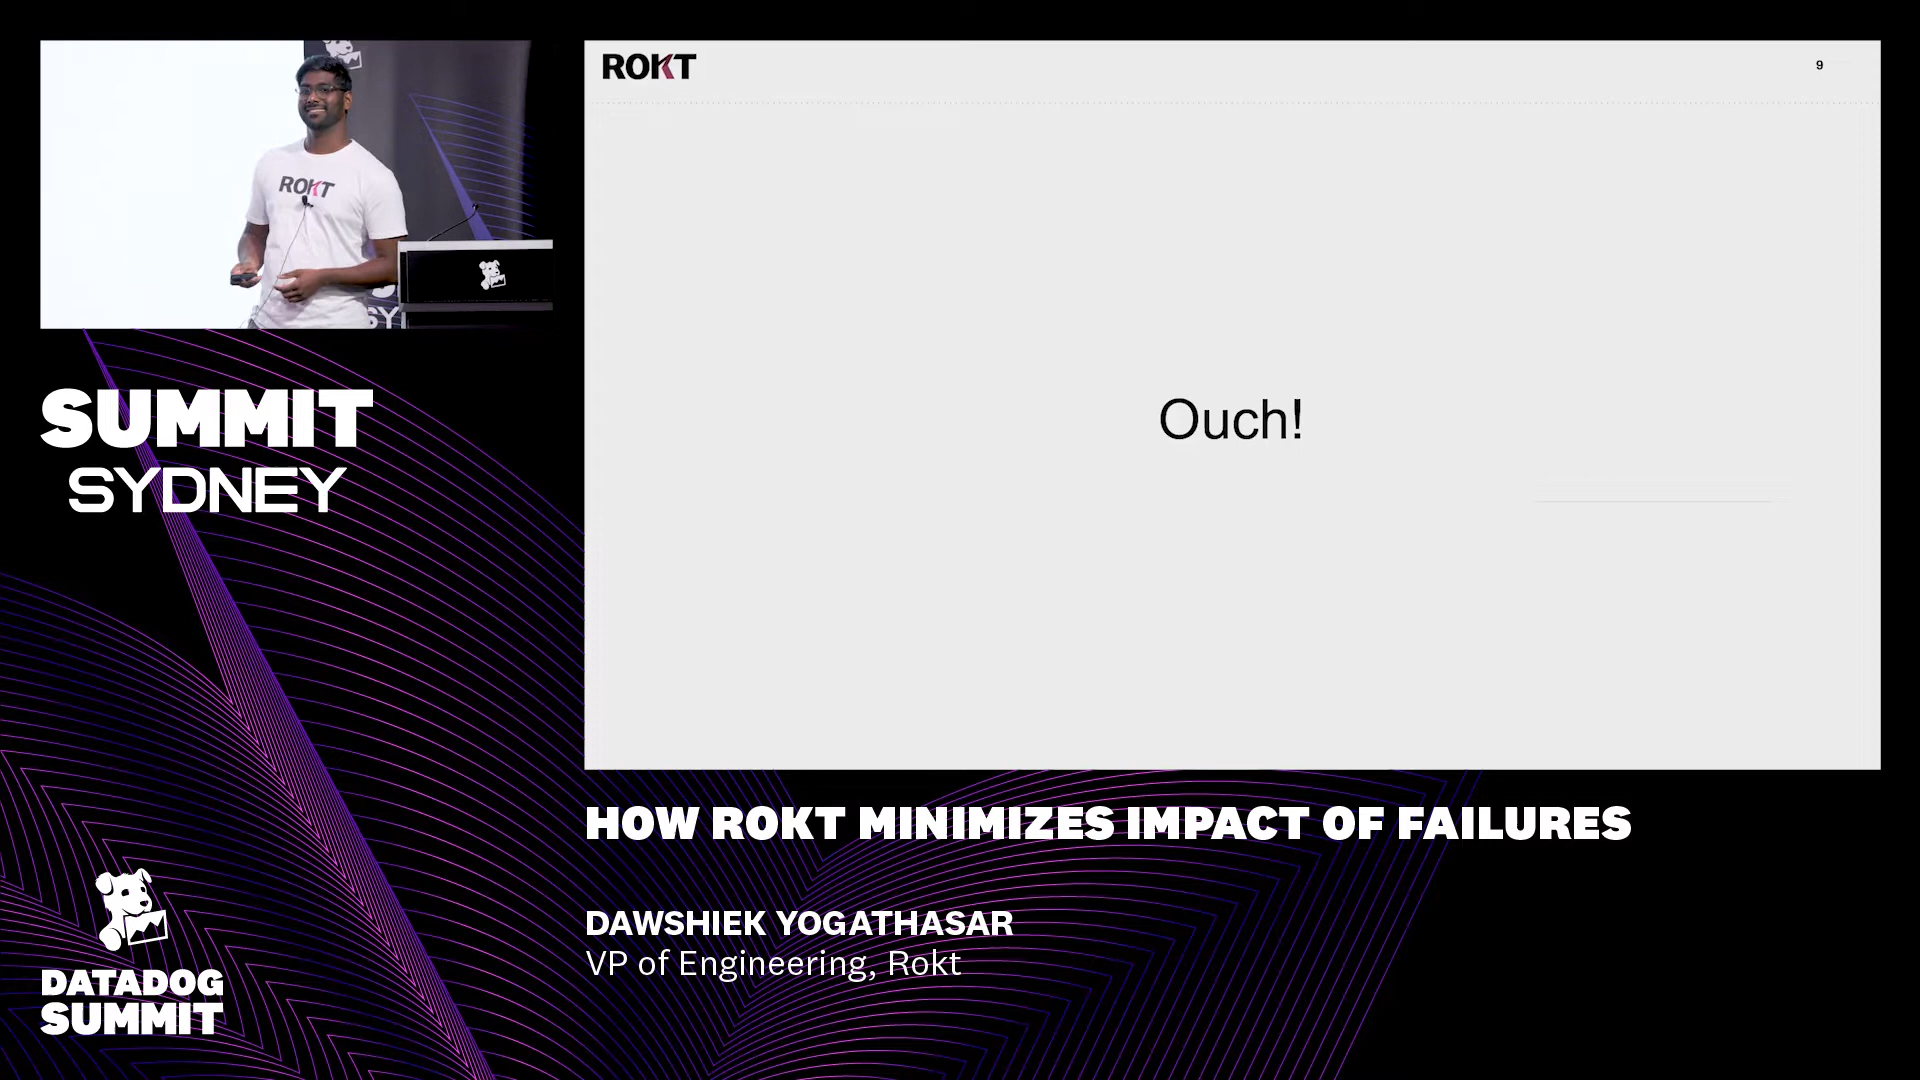 ROKT
SY
SUMMIT
SYDNEY
DATADOG
SUMMIT
ROKT
9
Ouch!
HOW ROKT MINIMIZES IMPACT OF FAILURES
DAWSHIEK YOGATHASAR
VP of Engineering, Rokt